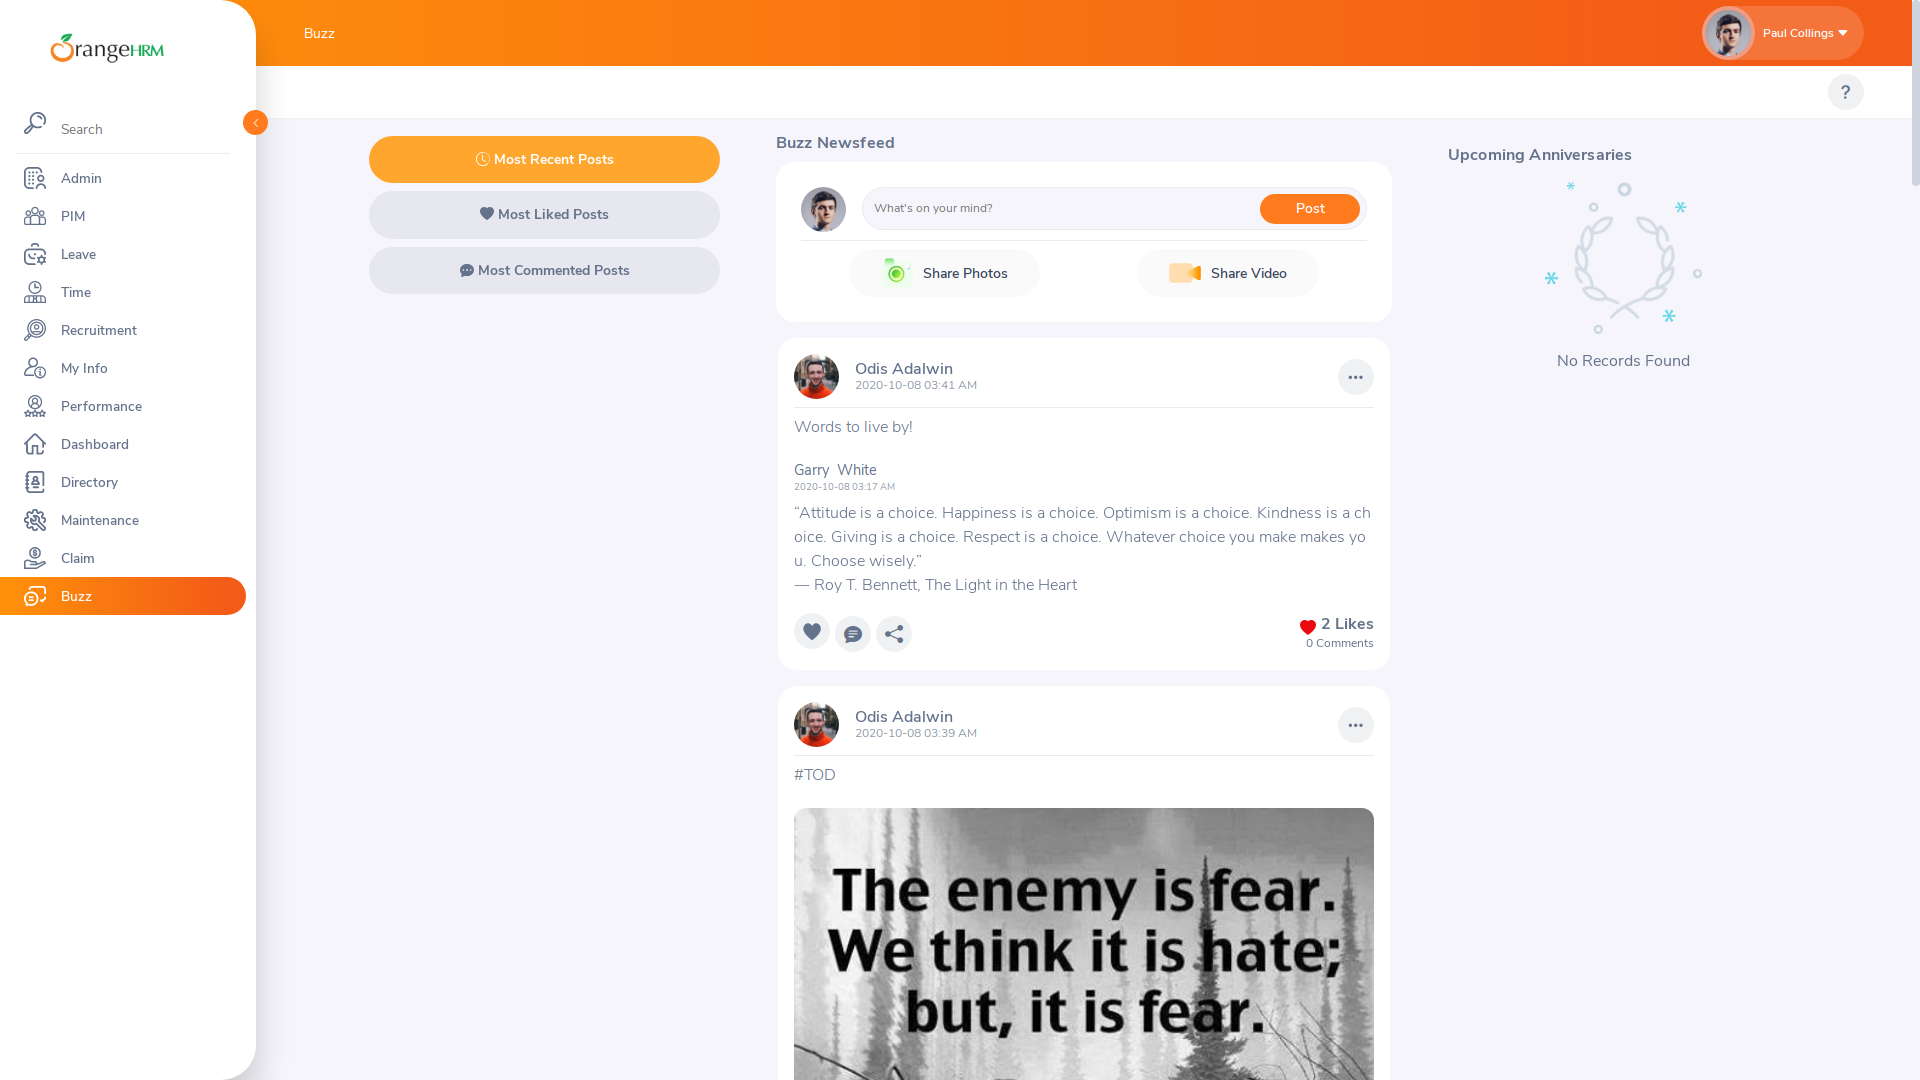 OrangeHRM
Search
Admin
PIM
Leave
Time
Recruitment
My Info
Performance
Dashboard
Directory
Maintenance
Claim
Buzz
Buzz
Paul Collings
?
Most Recent Posts
Most Liked Posts
Most Commented Posts
Buzz Newsfeed
What's on your mind?
Post
Share Photos
Share Video
Odis Adalwin
2020-10-08 03:41 AM
Words to live by!
Garry  White
2020-10-08 03:17 AM
“Attitude is a choice. Happiness is a choice. Optimism is a choice. Kindness is a ch
oice. Giving is a choice. Respect is a choice. Whatever choice you make makes yo
u. Choose wisely.”
― Roy T. Bennett, The Light in the Heart
2 Likes
0 Comments
Odis Adalwin
2020-10-08 03:39 AM
#TOD
The enemy is fear.
We think it is hate;
but, it is fear.
Upcoming Anniversaries
No Records Found